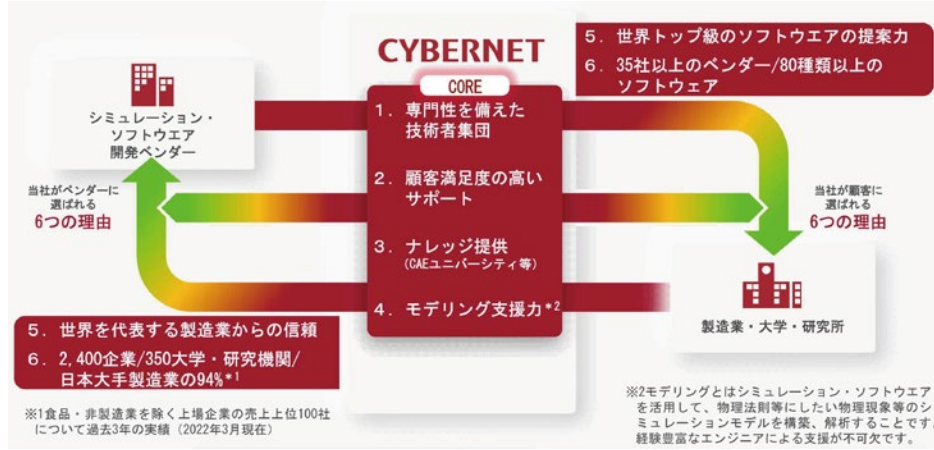 CYBERNET
CORE
1. 専門性を備えた
技術者集団
2. 顧客満足度の高い
サポート
3. ナレッジ提供
(CAEユニバーシティ等)
4. モデリング支援力*2
5. 世界トップ級のソフトウエアの提案力
6. 35社以上のベンダー/80種類以上の
ソフトウェア
シミュレーション・
ソフトウエア
開発ベンダー
当社がベンダーに
選ばれる
6つの理由
当社が顧客に
選ばれる
6つの理由
製造業・大学・研究所
5. 世界を代表する製造業からの信頼
6. 2,400企業/350大学・研究機関/
日本大手製造業の94%*1
※1食品・非製造業を除く上場企業の売上上位100社
について過去3年の実績（2022年3月現在）
※2モデリングとはシミュレーション・ソフトウエア
を活用して、物理法則等にしたい物理現象等のシ
ミュレーションモデルを構築、解析することです。
経験豊富なエンジニアによる支援が不可欠です。